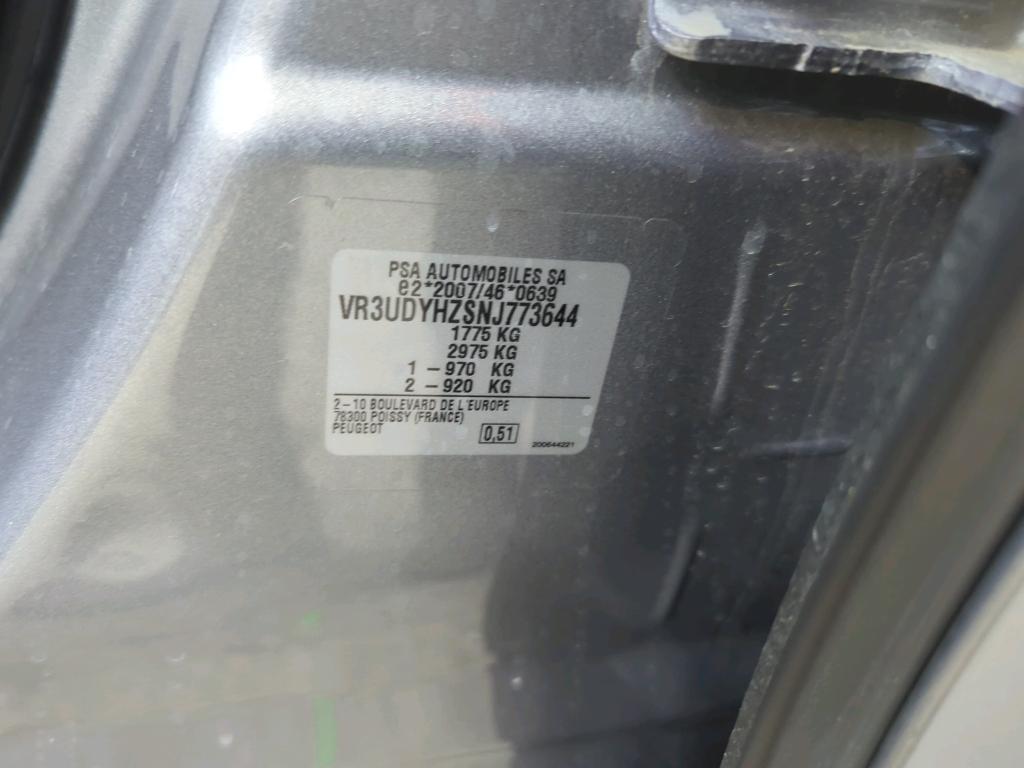 PSA AUTOMOBILES SA
e2*2007/46*0639
VR3UDYHZSNJ773644
1775 KG
2975 KG
1 – 970 KG
2 – 920 KG
2–10 BOULEVARD DE L'EUROPE
78300 POISSY (FRANCE)
PEUGEOT
0,51
200644221